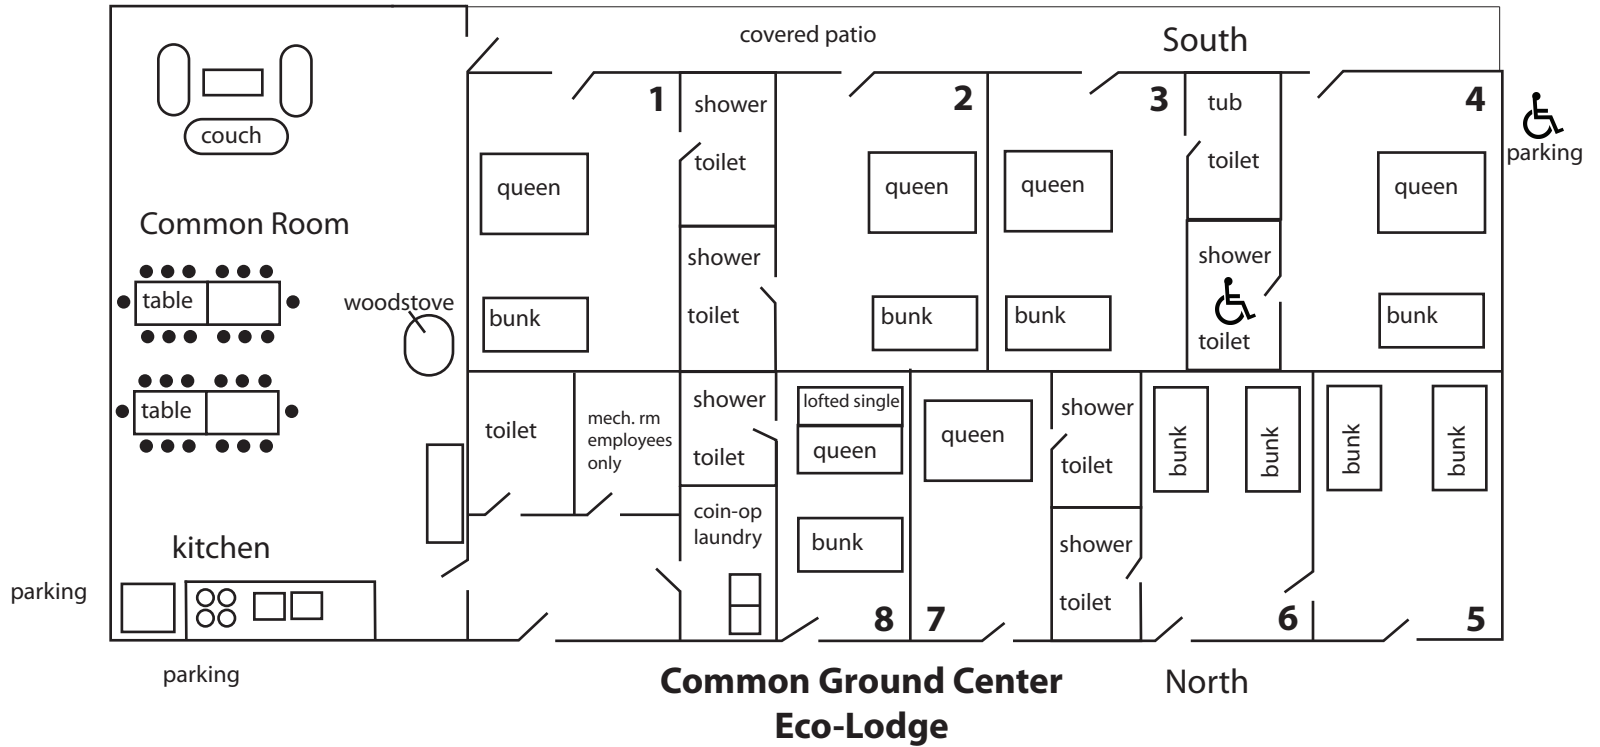 covered patio
South
couch
Common Room
table
woodstove
table
kitchen
parking
parking
1
queen
bunk
shower
toilet
shower
toilet
2
queen
bunk
3
queen
bunk
tub
toilet
shower
toilet
4
queen
bunk
parking
toilet
mech. rm
employees
only
shower
toilet
coin-op
laundry
lofted single
queen
bunk
8
queen
7
shower
toilet
shower
toilet
bunk
bunk
6
bunk
bunk
5
Common Ground Center
Eco-Lodge
North